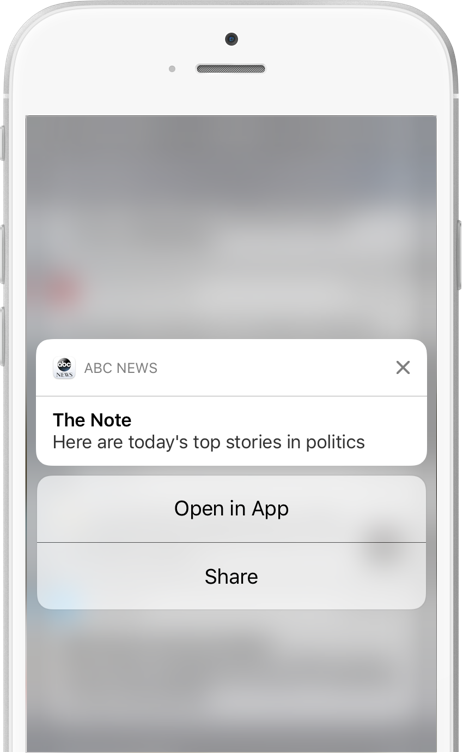 abc
NEWS
ABC NEWS
The Note
Here are today's top stories in politics
Open in App
Share